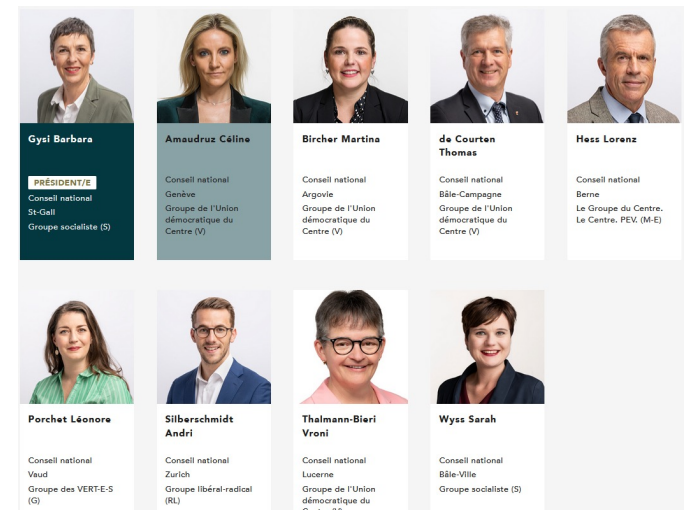 Gysi Barbara
PRÉSIDENT/E
Conseil national
St-Gall
Groupe socialiste (S)
Amaudruz Céline
Conseil national
Genève
Groupe de l'Union
démocratique du
Centre (V)
Bircher Martina
Conseil national
Argovie
Groupe de l'Union
démocratique du
Centre (V)
de Courten
Thomas
Conseil national
Bâle-Campagne
Groupe de l'Union
démocratique du
Centre (V)
Hess Lorenz
Conseil national
Berne
Le Groupe du Centre.
Le Centre. PEV. (M-E)
Porchet Léonore
Conseil national
Vaud
Groupe des VERT-E-S
(G)
Silberschmidt
Andri
Conseil national
Zurich
Groupe libéral-radical
(RL)
Thalmann-Bieri
Vroni
Conseil national
Lucerne
Groupe de l'Union
démocratique du
Wyss Sarah
Conseil national
Bâle-Ville
Groupe socialiste (S)